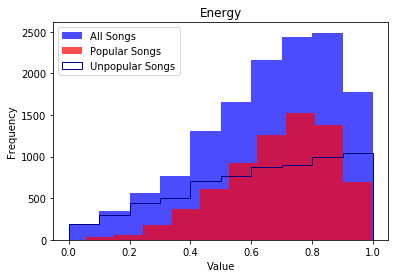 Energy
All Songs
Popular Songs
Unpopular Songs
Frequency
2500
2000
1500
1000
500
0
0.0 0.2 0.4 0.6 0.8 1.0
Value